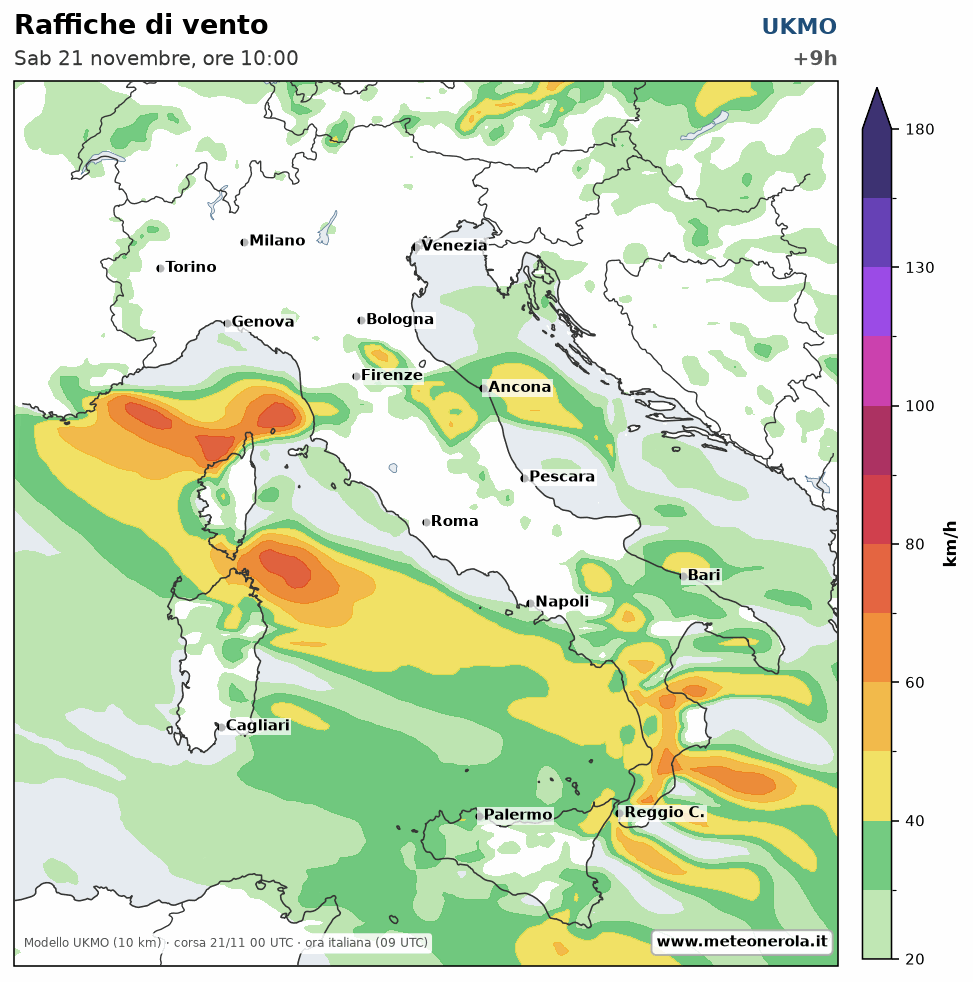 Raffiche di vento
UKMO
Sab 21 novembre, ore 10:00
+9h
Milano
Venezia
Torino
Genova
Bologna
Firenze
Ancona
Pescara
Roma
Bari
Napoli
Cagliari
Palermo
Reggio C.
180
130
100
80
60
40
20
km/h
Modello UKMO (10 km) · corsa 21/11 00 UTC · ora italiana (09 UTC)
www.meteonerola.it